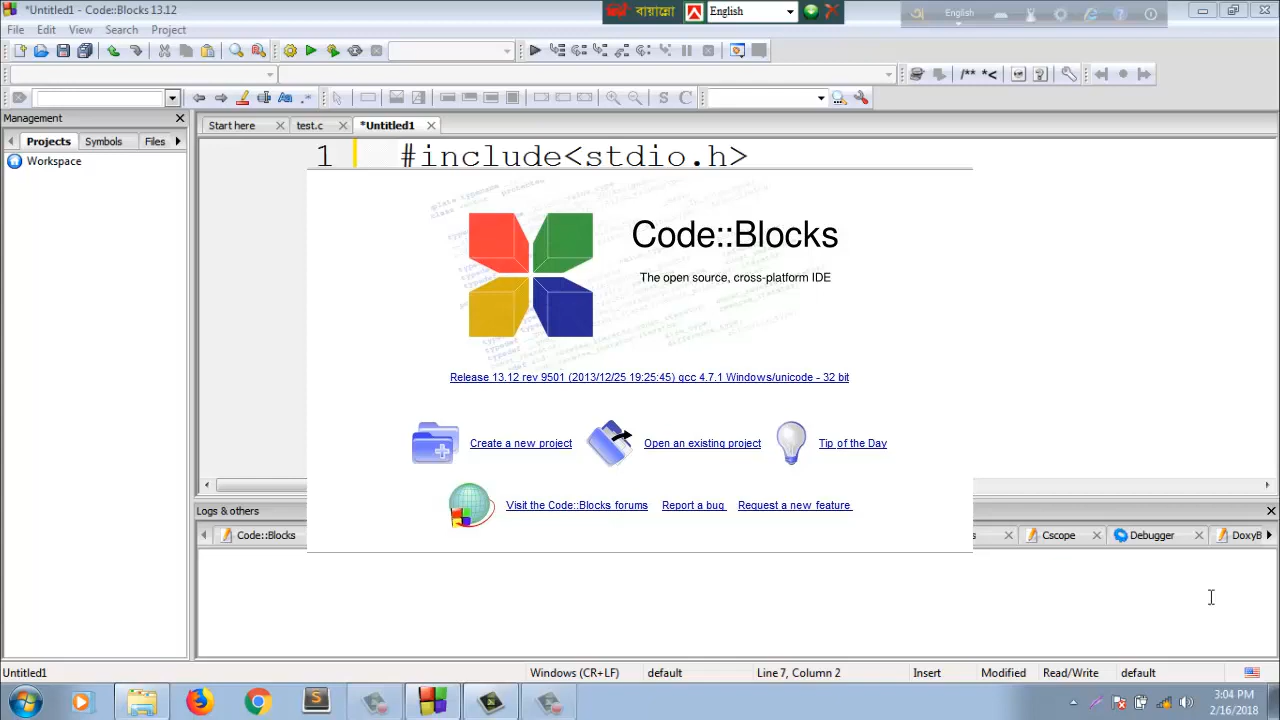 *Untitled1 - Code::Blocks 13.12
বায়ান্নো
English
English
File Edit View Search Project
/** *<
S C
Management
Start here test.c *Untitled1
Projects Symbols Files
Workspace
1 #include<stdio.h>
Code::Blocks
The open source, cross-platform IDE
Release 13.12 rev 9501 (2013/12/25 19:25:45) gcc 4.7.1 Windows/unicode - 32 bit
Create a new project Open an existing project Tip of the Day
Visit the Code::Blocks forums Report a bug Request a new feature
Logs & others
Code::Blocks s Cscope Debugger DoxyB
Untitled1 Windows (CR+LF) default Line 7, Column 2 Insert Modified Read/Write default
3:04 PM
2/16/2018